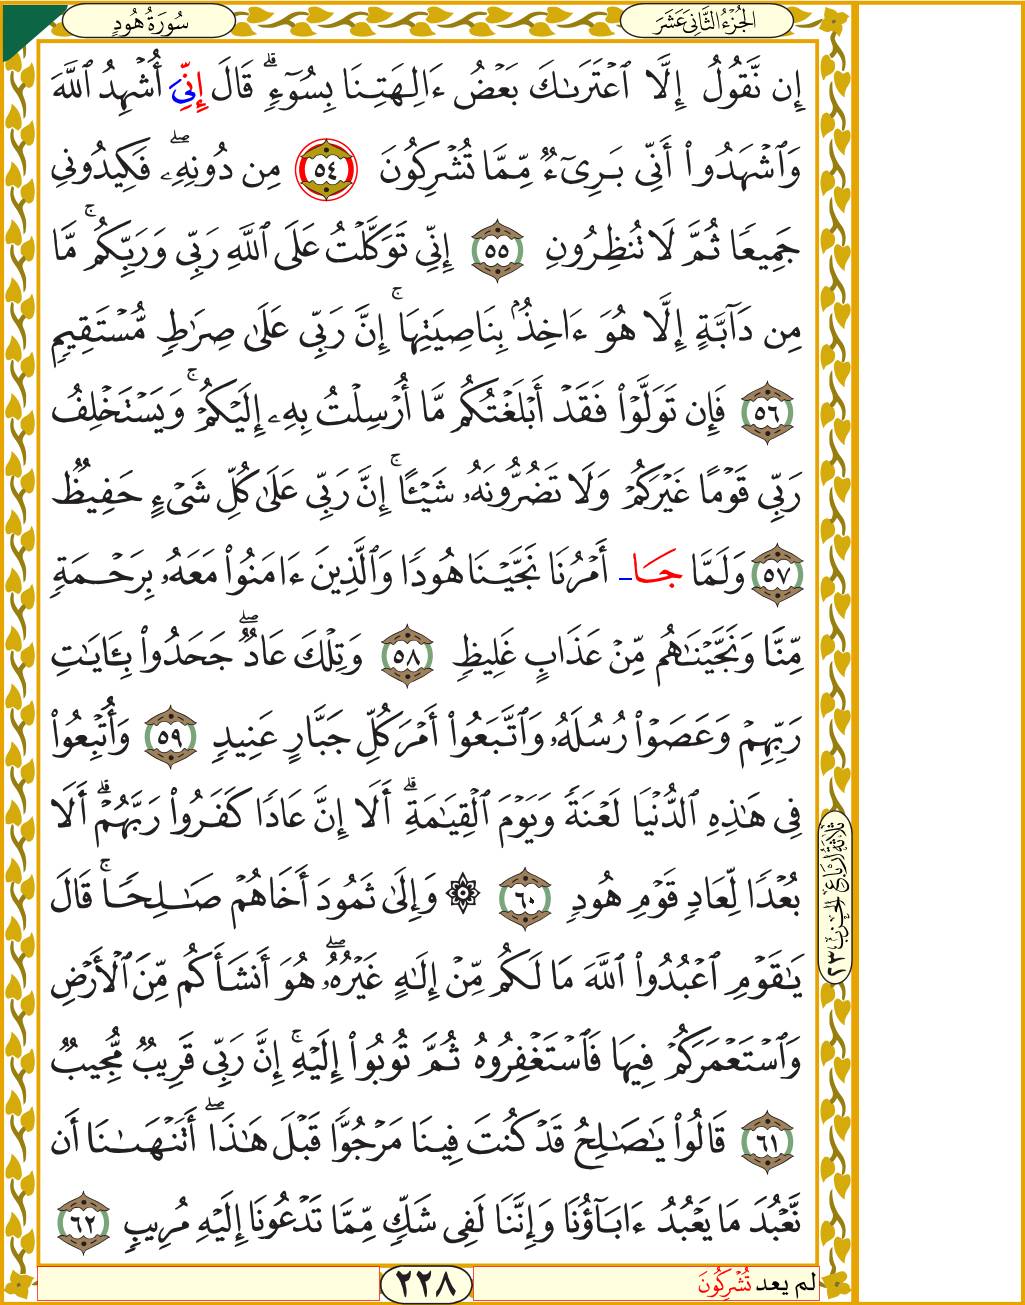 سُورَةُ هُودٍ
الجُزْءُ الثَّانِي عَشَرَ
إِن نَّقُولُ إِلَّا ٱعْتَرَىٰكَ بَعْضُ ءَالِهَتِنَا بِسُوٓءٍۗ قَالَ إِنِّيَ أُشْهِدُ ٱللَّهَ
وَٱشْهَدُوا۟ أَنِّى بَرِىٓءٌ مِّمَّا تُشْرِكُونَ ٥٤ مِن دُونِهِۦۖ فَكِيدُونِى
جَمِيعًا ثُمَّ لَا تُنظِرُونِ ٥٥ إِنِّى تَوَكَّلْتُ عَلَى ٱللَّهِ رَبِّى وَرَبِّكُمۚ مَّا
مِن دَآبَّةٍ إِلَّا هُوَ ءَاخِذٌۢ بِنَاصِيَتِهَآۚ إِنَّ رَبِّى عَلَىٰ صِرَٰطٍ مُّسْتَقِيمٍ
٥٦ فَإِن تَوَلَّوْا۟ فَقَدْ أَبْلَغْتُكُم مَّا أُرْسِلْتُ بِهِۦ إِلَيْكُمْۚ وَيَسْتَخْلِفُ
رَبِّى قَوْمًا غَيْرَكُمْ وَلَا تَضُرُّونَهُۥ شَيْـًٔاۚ إِنَّ رَبِّى عَلَىٰ كُلِّ شَىْءٍ حَفِيظٌ
٥٧ وَلَمَّا جَا أَمْرُنَا نَجَّيْنَا هُودًا وَٱلَّذِينَ ءَامَنُوا۟ مَعَهُۥ بِرَحْمَةٍ
مِّنَّا وَنَجَّيْنَٰهُم مِّنْ عَذَابٍ غَلِيظٍ ٥٨ وَتِلْكَ عَادٌۖ جَحَدُوا۟ بِـَٔايَٰتِ
رَبِّهِمْ وَعَصَوْا۟ رُسُلَهُۥ وَٱتَّبَعُوٓا۟ أَمْرَ كُلِّ جَبَّارٍ عَنِيدٍ ٥٩ وَأُتْبِعُوا۟
فِى هَٰذِهِ ٱلدُّنْيَا لَعْنَةً وَيَوْمَ ٱلْقِيَٰمَةِۗ أَلَا إِنَّ عَادًا كَفَرُوا۟ رَبَّهُمْۗ أَلَا
بُعْدًا لِّعَادٍ قَوْمِ هُودٍ ٦٠ ۞ وَإِلَىٰ ثَمُودَ أَخَاهُمْ صَٰلِحًاۚ قَالَ
يَٰقَوْمِ ٱعْبُدُوا۟ ٱللَّهَ مَا لَكُم مِّنْ إِلَٰهٍ غَيْرُهُۥۖ هُوَ أَنشَأَكُم مِّنَ ٱلْأَرْضِ
وَٱسْتَعْمَرَكُمْ فِيهَا فَٱسْتَغْفِرُوهُ ثُمَّ تُوبُوا۟ إِلَيْهِۚ إِنَّ رَبِّى قَرِيبٌ مُّجِيبٌ
٦١ قَالُوا۟ يَٰصَٰلِحُ قَدْ كُنتَ فِينَا مَرْجُوًّا قَبْلَ هَٰذَاۖ أَتَنْهَىٰنَا أَن
نَّعْبُدَ مَا يَعْبُدُ ءَابَآؤُنَا وَإِنَّنَا لَفِى شَكٍّ مِّمَّا تَدْعُونَا إِلَيْهِ مُرِيبٍ ٦٢
ثلاثة أرباع الحزب ٢٣
لم يعد تُشْرِكُونَ
٢٢٨